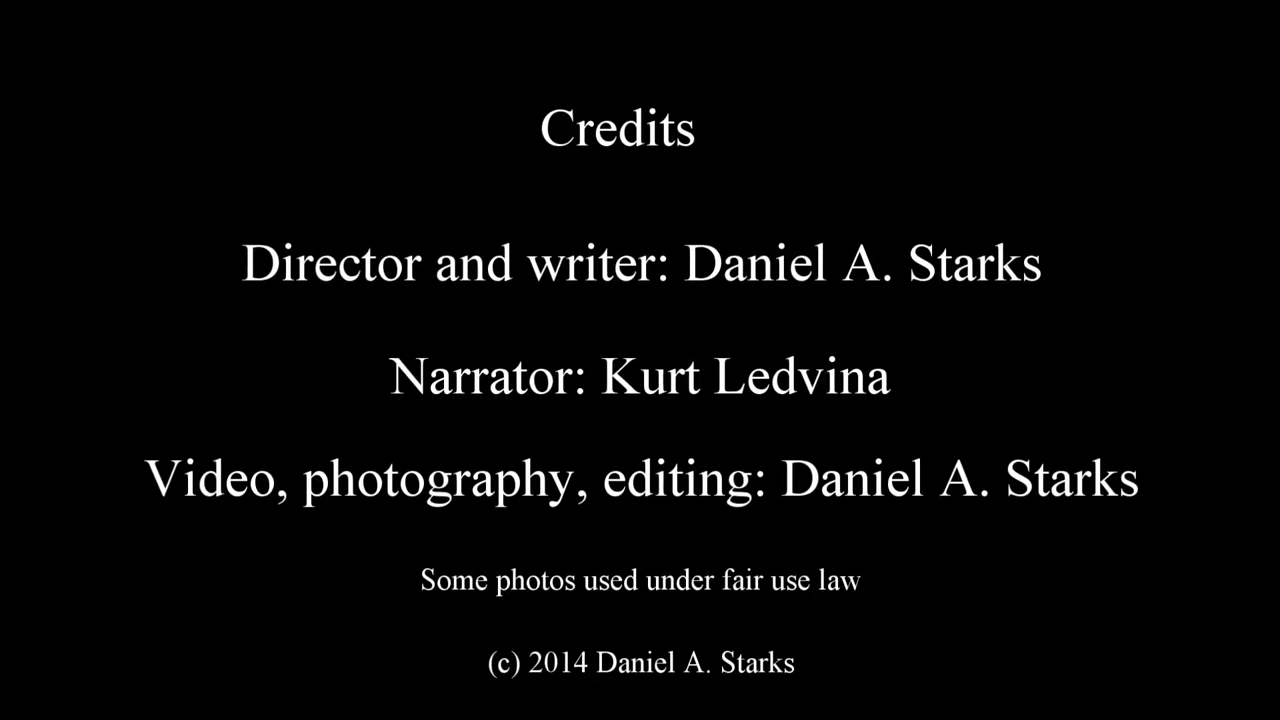 Credits
Director and writer: Daniel A. Starks
Narrator: Kurt Ledvina
Video, photography, editing: Daniel A. Starks
Some photos used under fair use law
(c) 2014 Daniel A. Starks